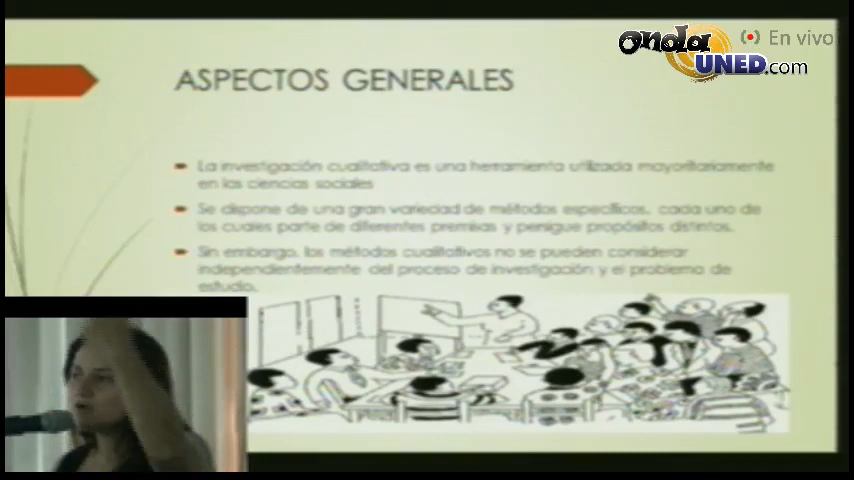 onda
UNED.com
En vivo
ASPECTOS GENERALES
La investigación cualitativa es una herramienta utilizada mayoritariamente
en las ciencias sociales
Se dispone de una gran variedad de métodos específicos, cada uno de
los cuales parte de diferentes premisas y persigue propósitos distintos.
Sin embargo, los métodos cualitativos no se pueden considerar
independientemente del proceso de investigación y el problema de
estudio.